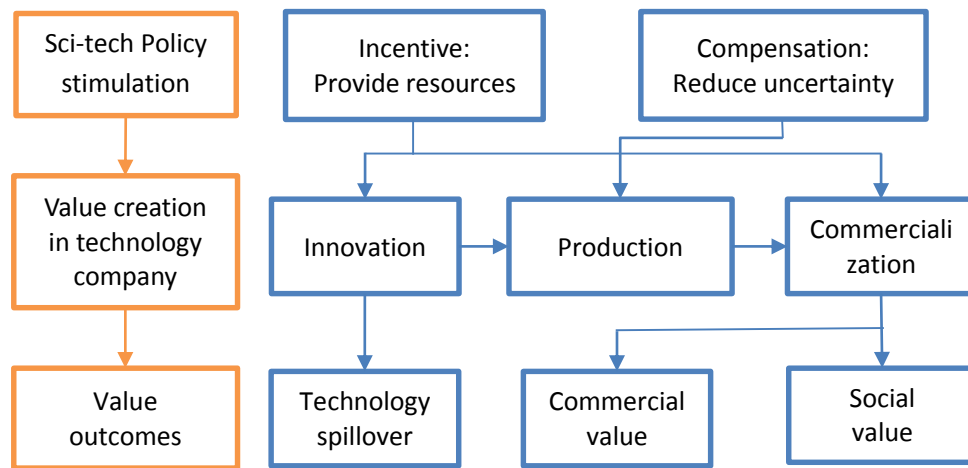 Sci-tech Policy
stimulation
Incentive:
Provide resources
Compensation:
Reduce uncertainty
Value creation
in technology
company
Innovation
Production
Commerciali
zation
Value
outcomes
Technology
spillover
Commercial
value
Social
value